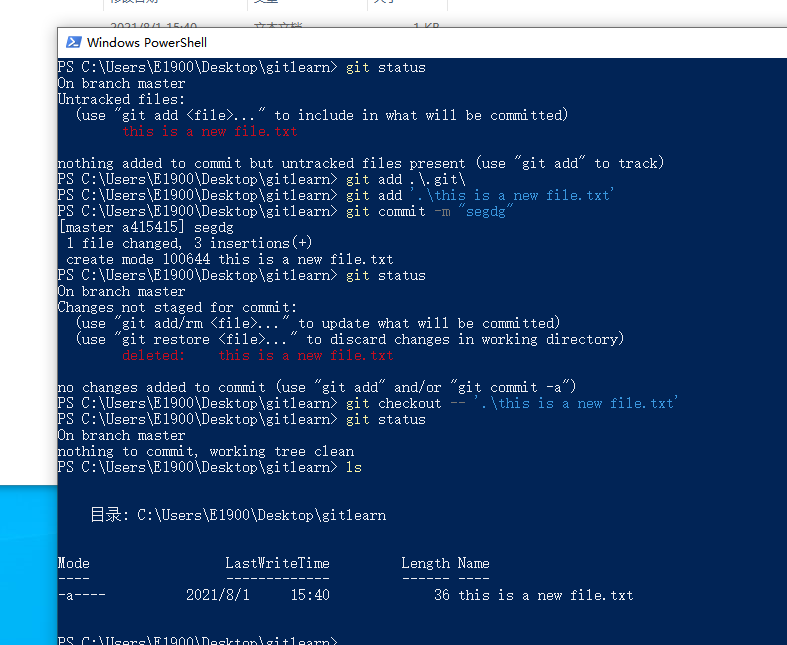 修改日期 类型 大小
2021/8/1 15:40 文本文档 1 KB
Windows PowerShell
PS C:\Users\E1900\Desktop\gitlearn> git status
On branch master
Untracked files:
  (use "git add <file>..." to include in what will be committed)
        this is a new file.txt
nothing added to commit but untracked files present (use "git add" to track)
PS C:\Users\E1900\Desktop\gitlearn> git add .\.git\
PS C:\Users\E1900\Desktop\gitlearn> git add '.\this is a new file.txt'
PS C:\Users\E1900\Desktop\gitlearn> git commit -m "segdg"
[master a415415] segdg
 1 file changed, 3 insertions(+)
 create mode 100644 this is a new file.txt
PS C:\Users\E1900\Desktop\gitlearn> git status
On branch master
Changes not staged for commit:
  (use "git add/rm <file>..." to update what will be committed)
  (use "git restore <file>..." to discard changes in working directory)
        deleted:    this is a new file.txt
no changes added to commit (use "git add" and/or "git commit -a")
PS C:\Users\E1900\Desktop\gitlearn> git checkout -- '.\this is a new file.txt'
PS C:\Users\E1900\Desktop\gitlearn> git status
On branch master
nothing to commit, working tree clean
PS C:\Users\E1900\Desktop\gitlearn> ls
    目录: C:\Users\E1900\Desktop\gitlearn
Mode                 LastWriteTime         Length Name
----                 -------------         ------ ----
-a----          2021/8/1     15:40             36 this is a new file.txt
PS C:\Users\E1900\Desktop\gitlearn>